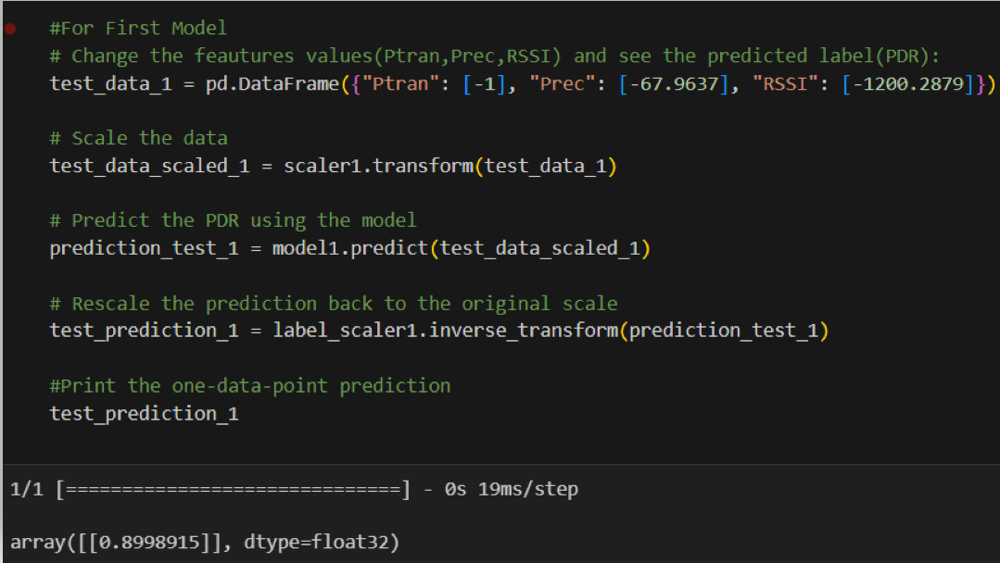 #For First Model
# Change the feautures values(Ptran,Prec,RSSI) and see the predicted label(PDR):
test_data_1 = pd.DataFrame({"Ptran": [-1], "Prec": [-67.9637], "RSSI": [-1200.2879]})
# Scale the data
test_data_scaled_1 = scaler1.transform(test_data_1)
# Predict the PDR using the model
prediction_test_1 = model1.predict(test_data_scaled_1)
# Rescale the prediction back to the original scale
test_prediction_1 = label_scaler1.inverse_transform(prediction_test_1)
#Print the one-data-point prediction
test_prediction_1
1/1 [==============================] - 0s 19ms/step
array([[0.8998915]], dtype=float32)